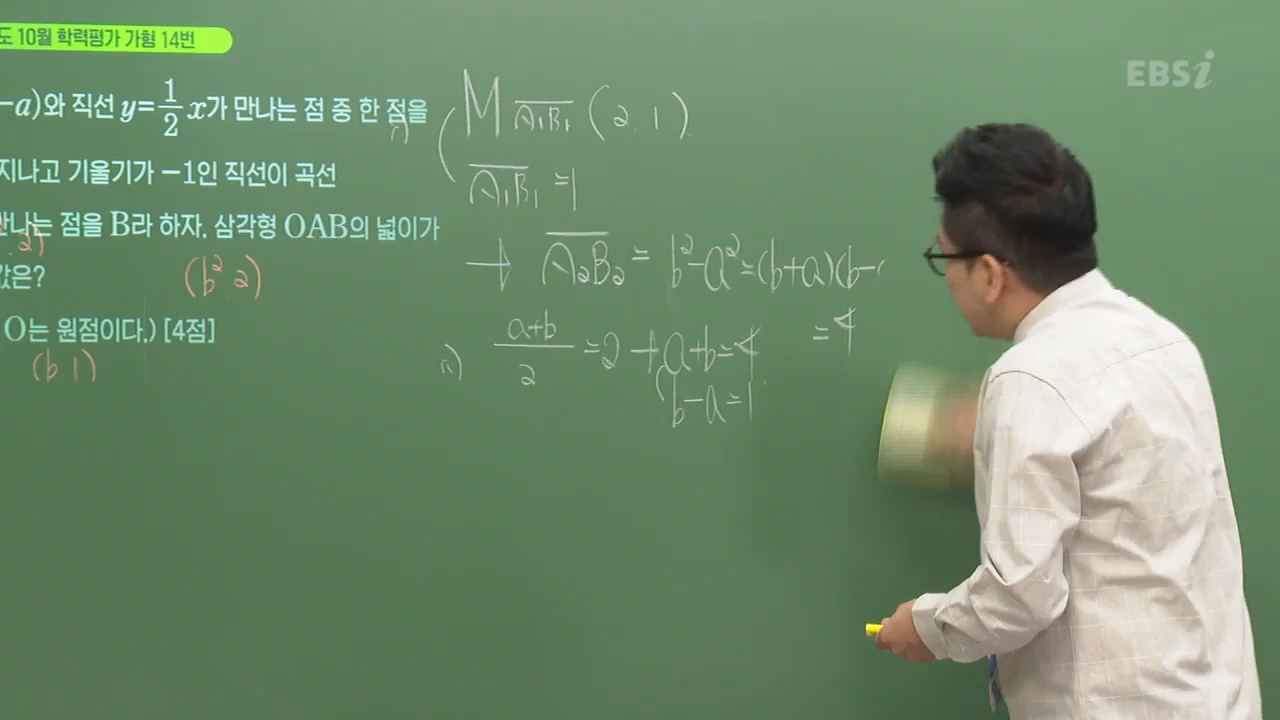 도 10월 학력평가 가형 14번
EBSi
-a)와 직선 y=1/2 x가 만나는 점 중 한 점을
지나고 기울기가 -1인 직선이 곡선
만나는 점을 B라 하자. 삼각형 OAB의 넓이가
값은?
O는 원점이다.) [4점]
. 2)
(b² 2)
(b. 1)
M A₁B₁ (2. 1)
A₁B₁ =1
→ A₂B₂ = b²-a²=(b+a)(b-
=4
a+b/2 =2 → a+b=4
b-a=1